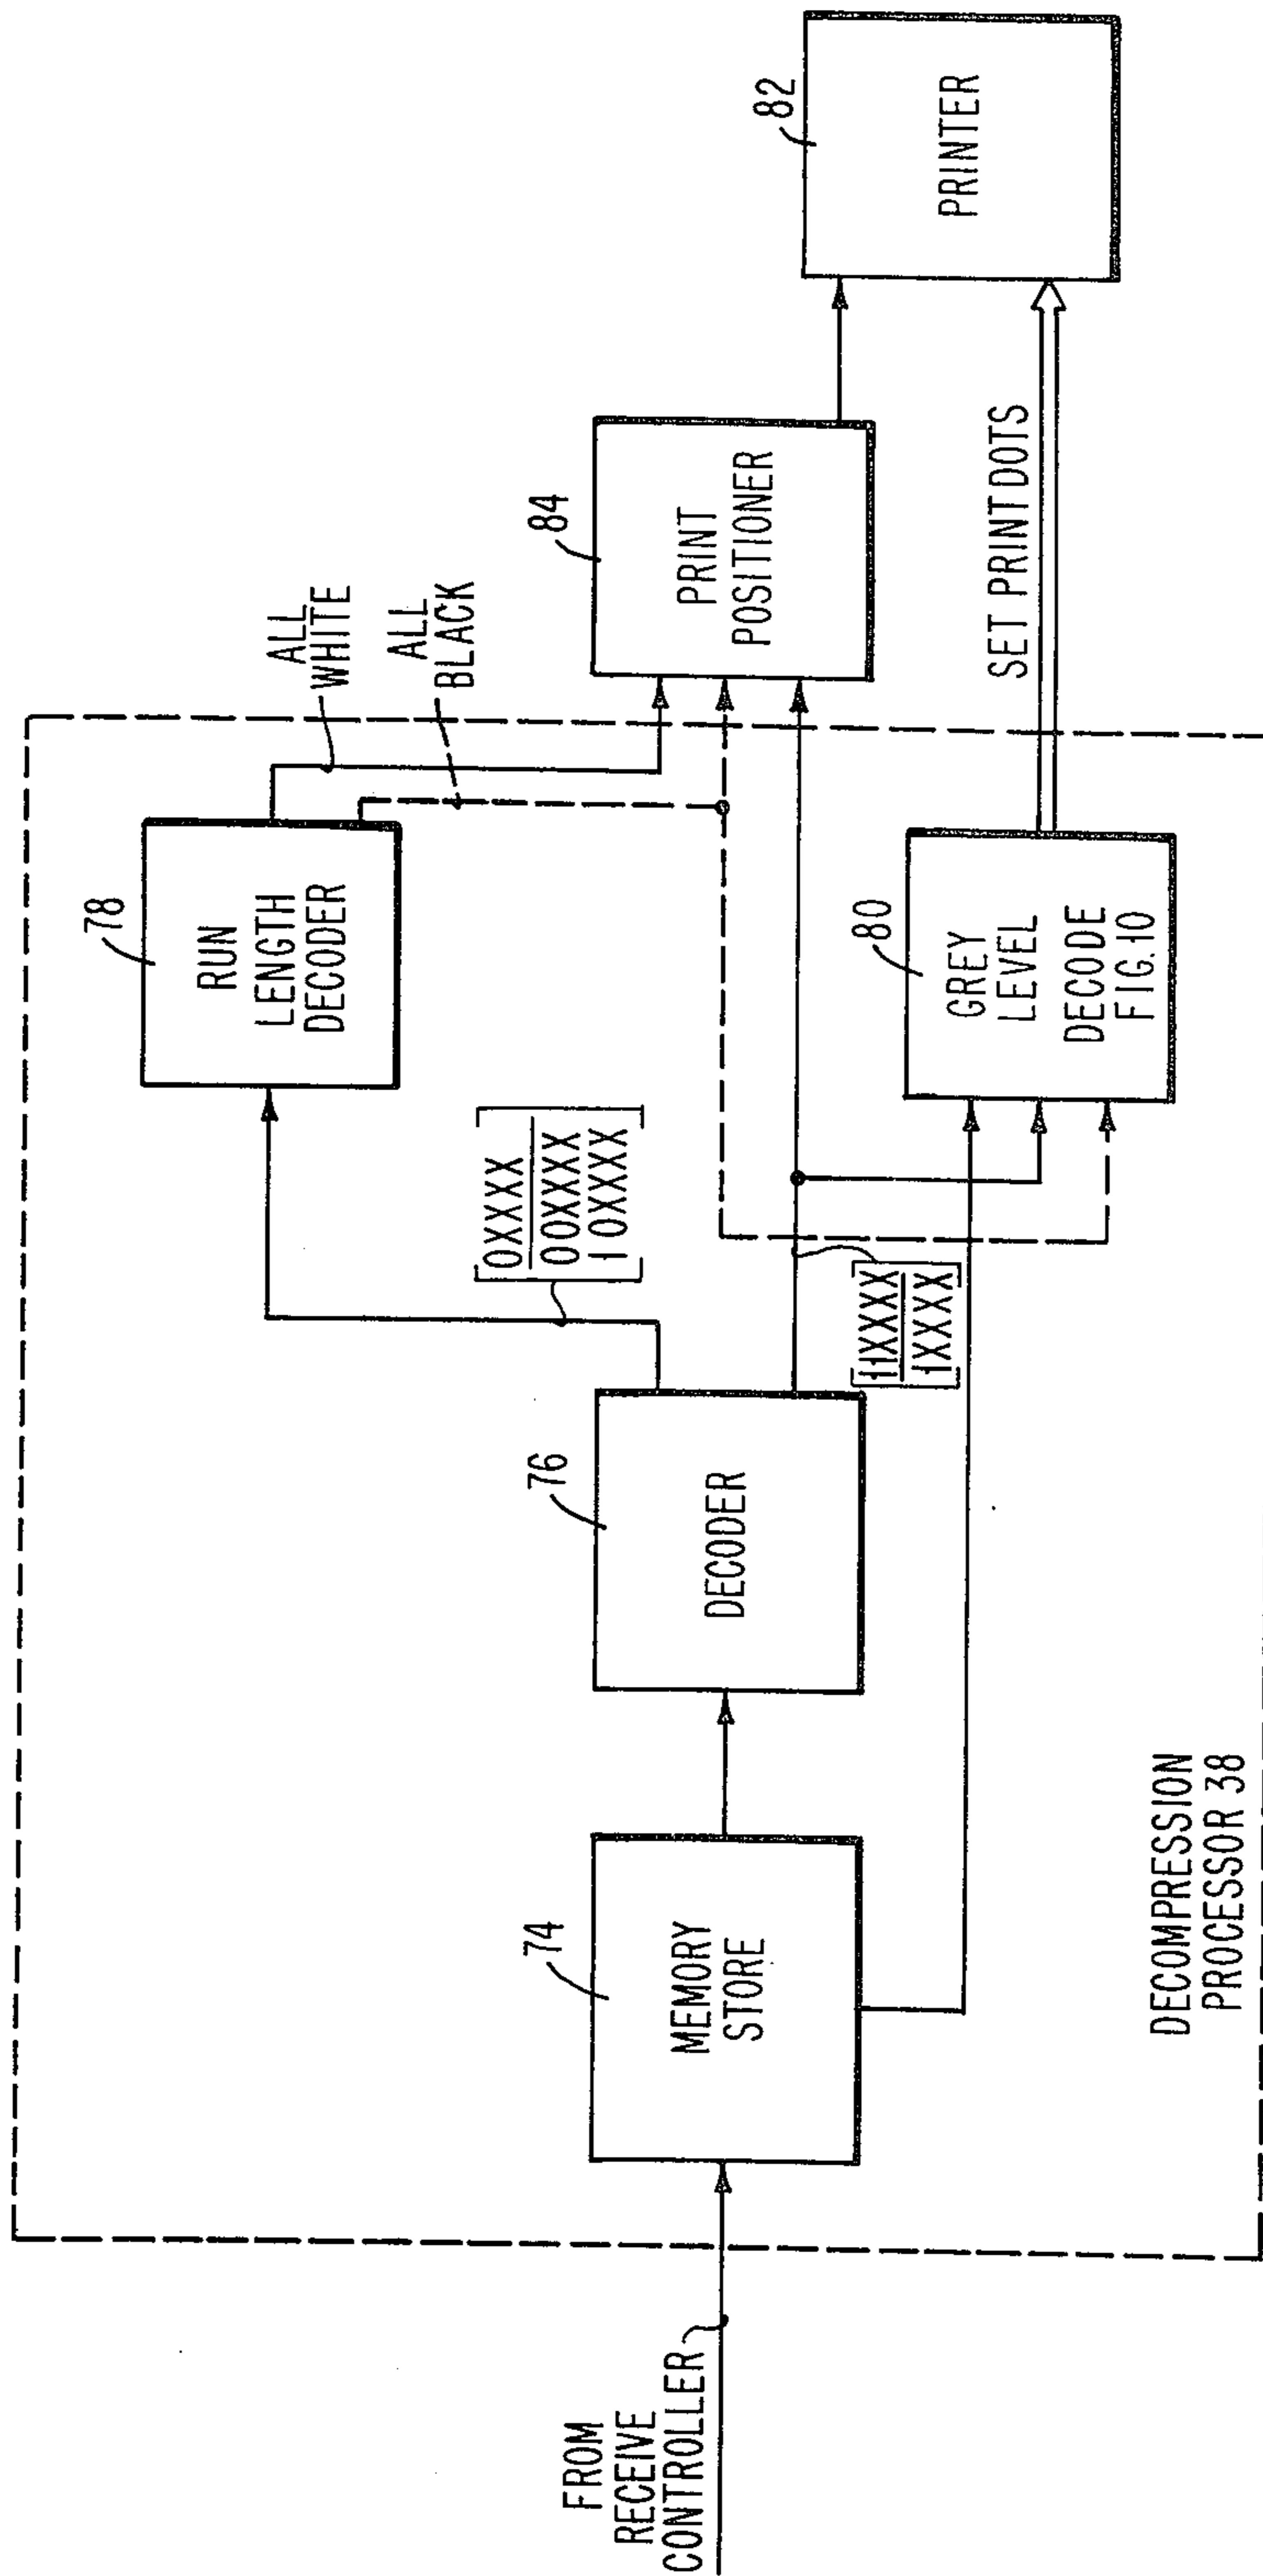 FROM
RECEIVE
CONTROLLER
74
MEMORY
STORE
76
DECODER
0XXXX
00XXXX
10XXXX
11XXXX
1XXXX
78
RUN
LENGTH
DECODER
ALL
WHITE
ALL
BLACK
80
GREY
LEVEL
DECODE
FIG.10
84
PRINT
POSITIONER
SET PRINT DOTS
82
PRINTER
DECOMPRESSION
PROCESSOR 38